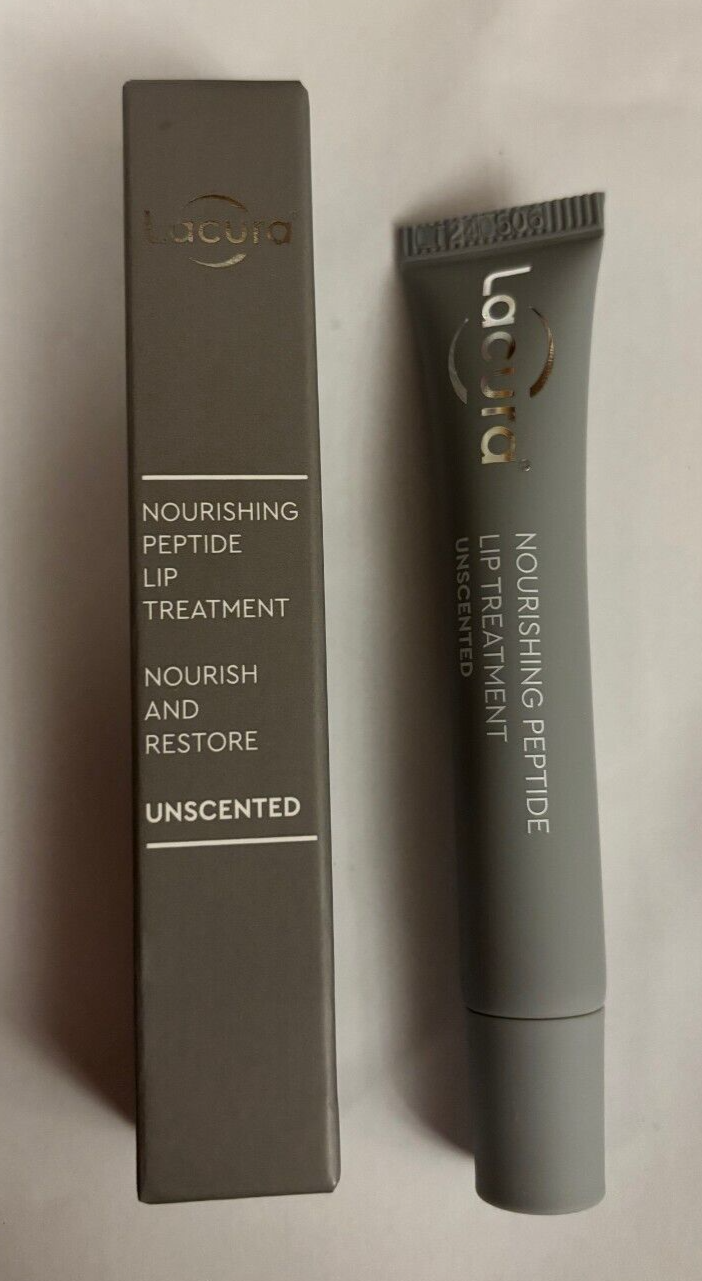 Lacura
NOURISHING
PEPTIDE
LIP
TREATMENT
NOURISH
AND
RESTORE
UNSCENTED
Lacura®
NOURISHING PEPTIDE
LIP TREATMENT
UNSCENTED